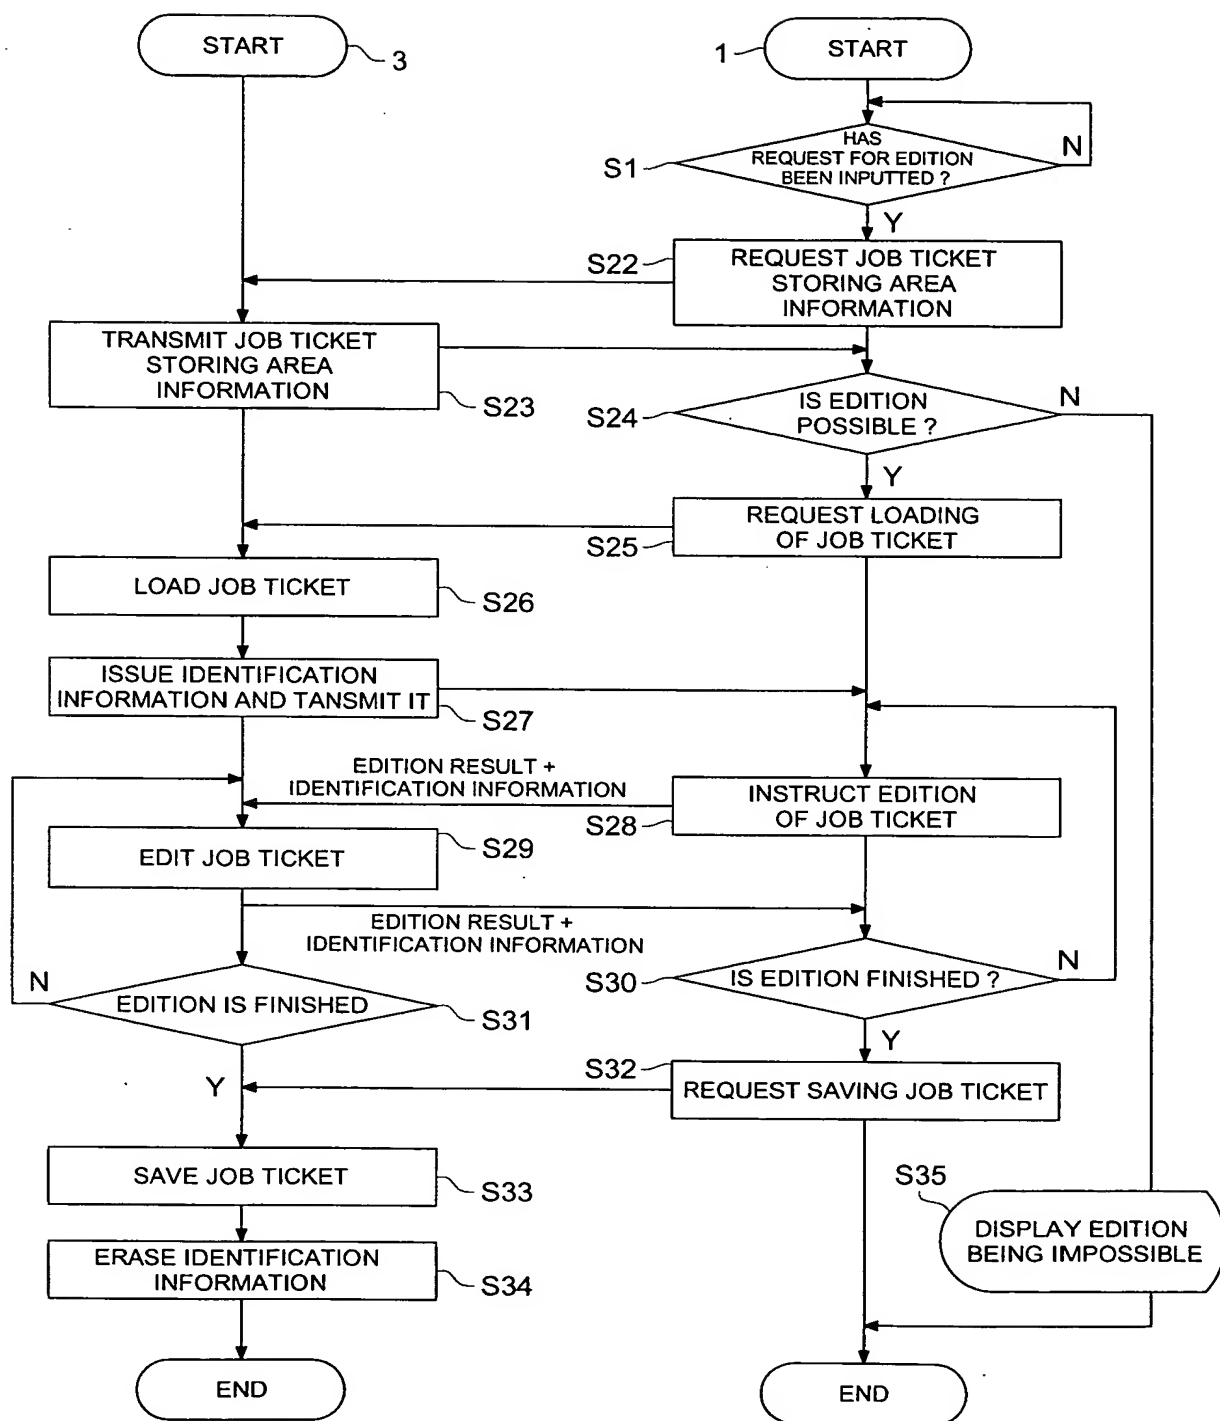 START
3
1
START
HAS
REQUEST FOR EDITION
BEEN INPUTTED ?
N
S1
Y
S22
REQUEST JOB TICKET
STORING AREA
INFORMATION
TRANSMIT JOB TICKET
STORING AREA
INFORMATION
S23
S24
IS EDITION
POSSIBLE ?
N
Y
S25
REQUEST LOADING
OF JOB TICKET
LOAD JOB TICKET
S26
ISSUE IDENTIFICATION
INFORMATION AND TANSMIT IT
S27
EDITION RESULT +
IDENTIFICATION INFORMATION
S28
INSTRUCT EDITION
OF JOB TICKET
EDIT JOB TICKET
S29
EDITION RESULT +
IDENTIFICATION INFORMATION
S30
IS EDITION FINISHED ?
N
N
EDITION IS FINISHED
S31
Y
Y
S32
REQUEST SAVING JOB TICKET
SAVE JOB TICKET
S33
S35
DISPLAY EDITION
BEING IMPOSSIBLE
ERASE IDENTIFICATION
INFORMATION
S34
END
END